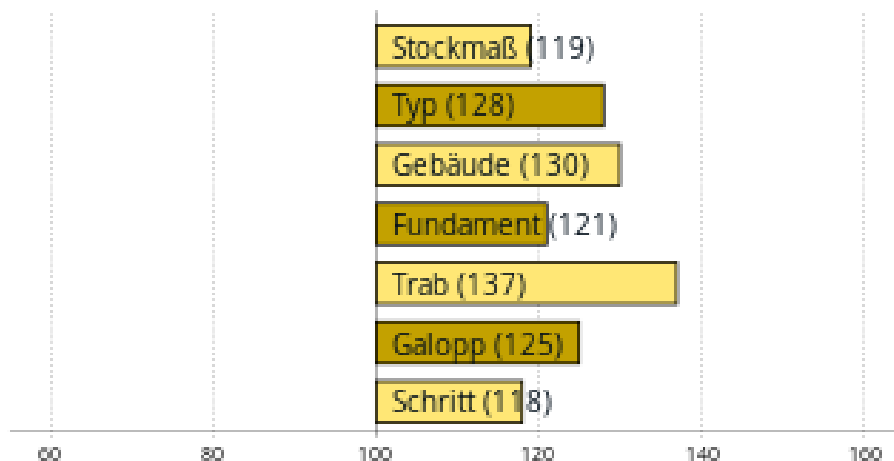 Stockmaß (119)
Typ (128)
Gebäude (130)
Fundament (121)
Trab (137)
Galopp (125)
Schritt (118)
60 80 100 120 140 160